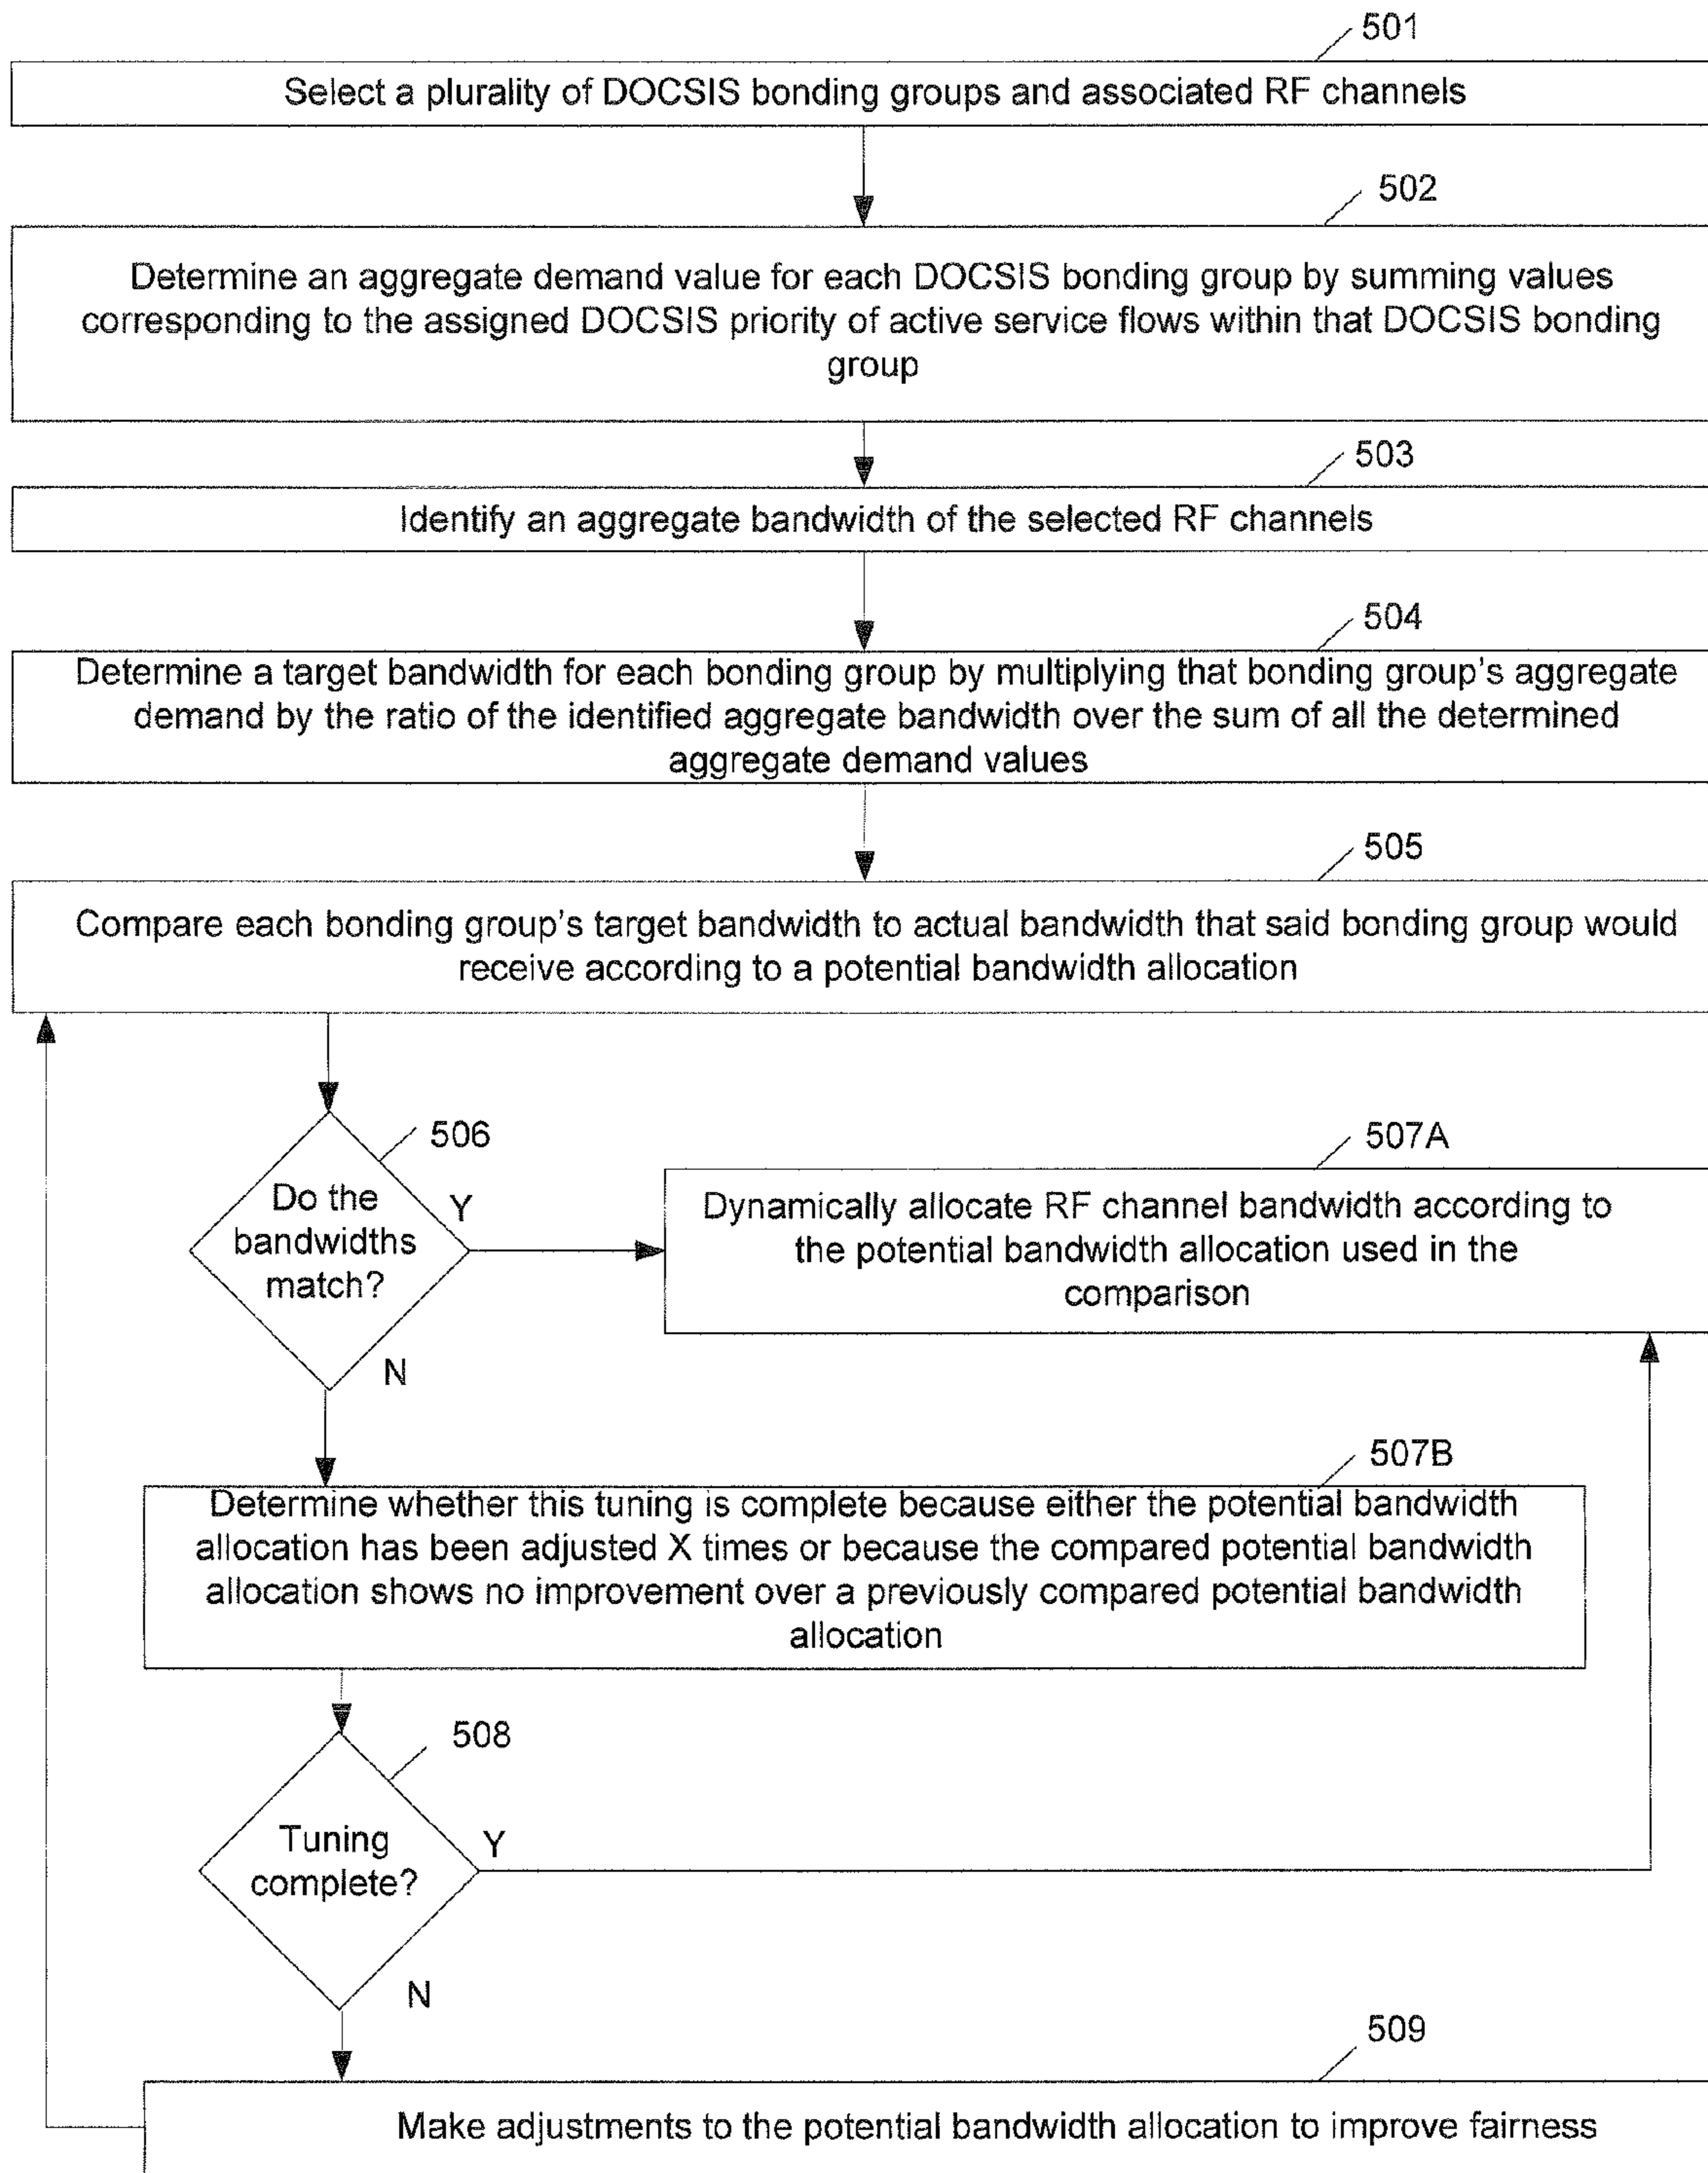 501
Select a plurality of DOCSIS bonding groups and associated RF channels
502
Determine an aggregate demand value for each DOCSIS bonding group by summing values
corresponding to the assigned DOCSIS priority of active service flows within that DOCSIS bonding
group
503
Identify an aggregate bandwidth of the selected RF channels
504
Determine a target bandwidth for each bonding group by multiplying that bonding group's aggregate
demand by the ratio of the identified aggregate bandwidth over the sum of all the determined
aggregate demand values
505
Compare each bonding group's target bandwidth to actual bandwidth that said bonding group would
receive according to a potential bandwidth allocation
506
Do the
bandwidths
match?
Y
N
507A
Dynamically allocate RF channel bandwidth according to
the potential bandwidth allocation used in the
comparison
507B
Determine whether this tuning is complete because either the potential bandwidth
allocation has been adjusted X times or because the compared potential bandwidth
allocation shows no improvement over a previously compared potential bandwidth
allocation
508
Tuning
complete?
Y
N
509
Make adjustments to the potential bandwidth allocation to improve fairness